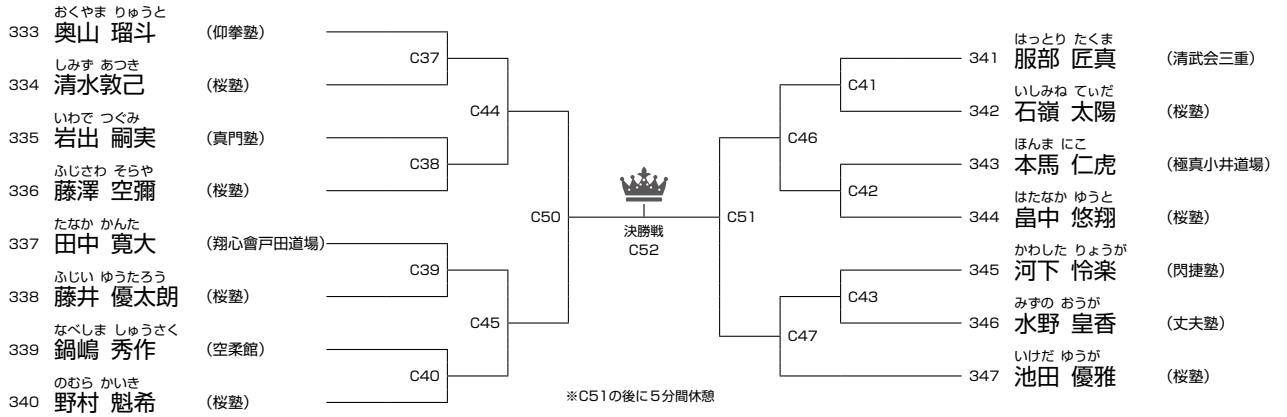 おくやま りゅうと
333 奥山 瑠斗 （仰拳塾）
しみず あつき
334 清水敦己 （桜塾）
いわで つぐみ
335 岩出 嗣実 （真門塾）
ふじさわ そらや
336 藤澤 空彌 （桜塾）
たなか かんた
337 田中 寛大 （翔心會戸田道場）
ふじい ゆうたろう
338 藤井 優太朗 （桜塾）
なべしま しゅうさく
339 鍋嶋 秀作 （空柔館）
のむら かいき
340 野村 魁希 （桜塾）
C37
C38
C39
C40
C44
C45
C50
決勝戦
C52
※C51の後に5分間休憩
C51
C46
C47
C41
C42
C43
はっとり たくま
341 服部 匠真 （清武会三重）
いしみね てぃだ
342 石嶺 太陽 （桜塾）
ほんま にこ
343 本馬 仁虎 （極真小井道場）
はたなか ゆうと
344 畠中 悠翔 （桜塾）
かわした りょうが
345 河下 怜楽 （閃捷塾）
みずの おうが
346 水野 皇香 （丈夫塾）
いけだ ゆうが
347 池田 優雅 （桜塾）